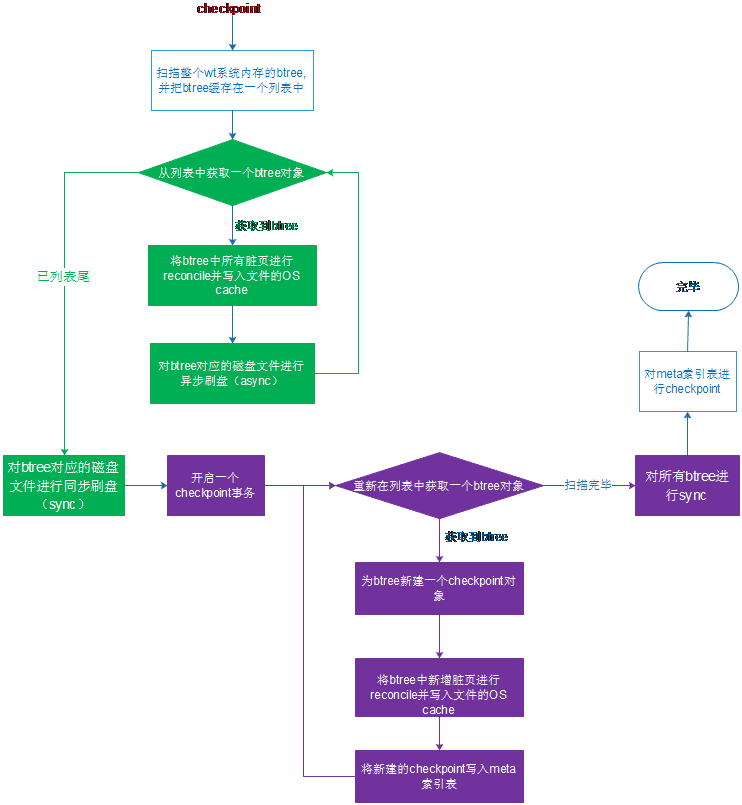 checkpoint
扫描整个wt系统内存的btree,
并把btree缓存在一个列表中
从列表中获取一个btree对象
获取到btree
将btree中所有脏页进行
reconcile并写入文件的OS
cache
对btree对应的磁盘文件进行
异步刷盘（async）
已列表尾
对btree对应的磁盘
文件进行同步刷盘
（sync）
开启一个
checkpoint事务
重新在列表中获取一个btree对象
获取到btree
为btree新建一个checkpoint对
象
将btree中新增脏页进行
reconcile并写入文件的OS
cache
将新建的checkpoint写入meta
索引表
扫描完毕
对所有btree进
行sync
对meta索引表进
行checkpoint
完毕